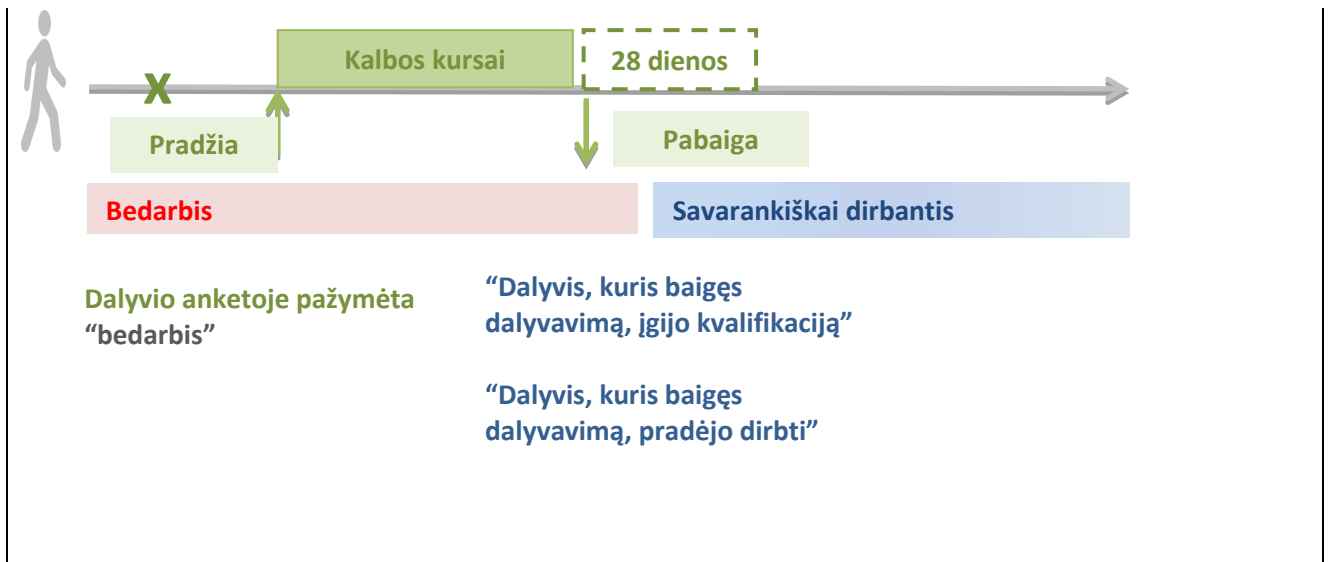 Kalbos kursai
28 dienos
X
Pradžia
Pabaiga
Bedarbis
Savarankiškai dirbantis
Dalyvio anketoje pažymėta
“bedarbis”
“Dalyvis, kuris baigęs
dalyvavimą, įgijo kvalifikaciją”
“Dalyvis, kuris baigęs
dalyvavimą, pradėjo dirbti”